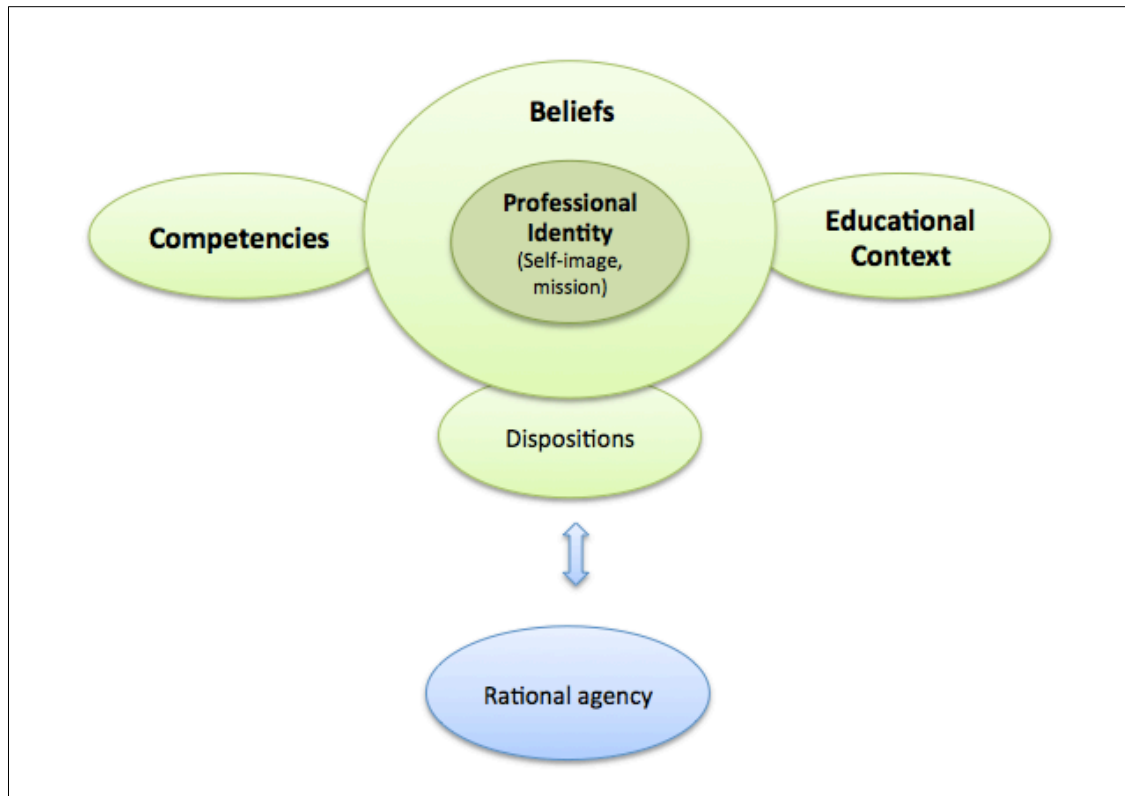 Beliefs
Professional
Identity
(Self-image,
mission)
Competencies
Educational
Context
Dispositions
Rational agency